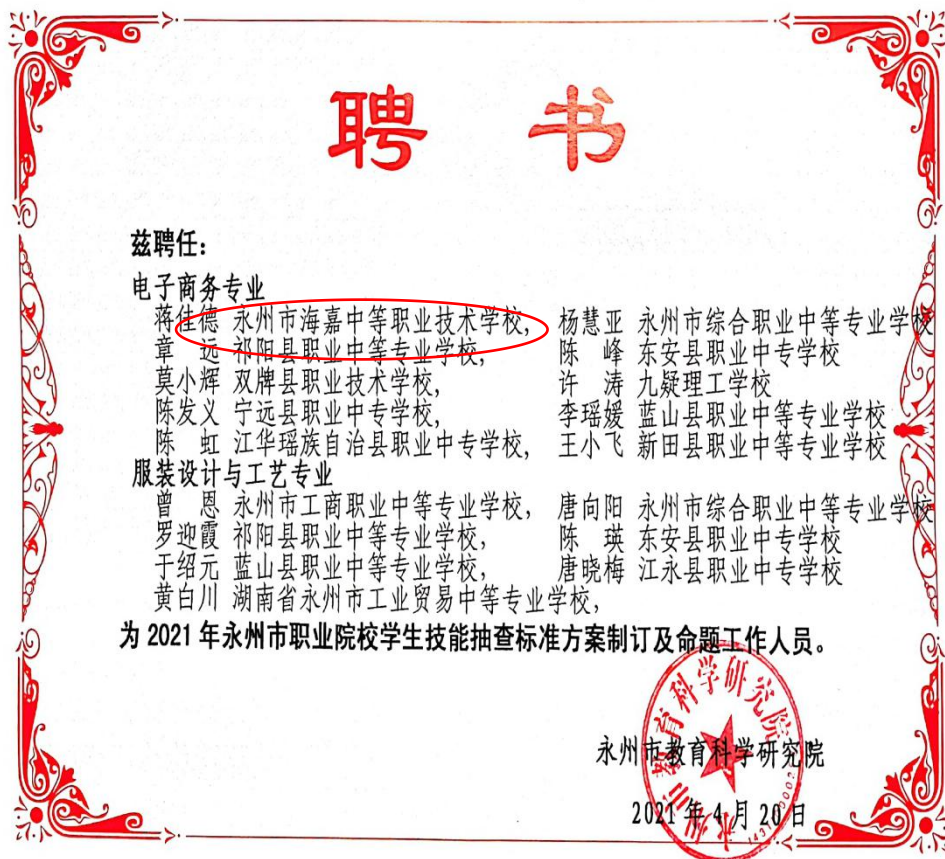 聘 书
兹聘任：
电子商务专业
蒋佳德 永州市海嘉中等职业技术学校， 杨慧亚 永州市综合职业中等专业学校
章 远 祁阳县职业中等专业学校， 陈 峰 东安县职业中专学校
莫小辉 双牌县职业技术学校， 许 涛 九疑理工学校
陈发义 宁远县职业中专学校， 李瑶媛 蓝山县职业中等专业学校
陈 虹 江华瑶族自治县职业中专学校， 王小飞 新田县职业中等专业学校
服装设计与工艺专业
曾 恩 永州市工商职业中等专业学校， 唐向阳 永州市综合职业中等专业学校
罗迎霞 祁阳县职业中等专业学校， 陈 瑛 东安县职业中专学校
于绍元 蓝山县职业中等专业学校， 唐晓梅 江永县职业中专学校
黄白川 湖南省永州市工业贸易中等专业学校，
为 2021 年永州市职业院校学生技能抽查标准方案制订及命题工作人员。
永州市教育科学研究院
2021 年 4 月 20 日
永州市教育科学研究院